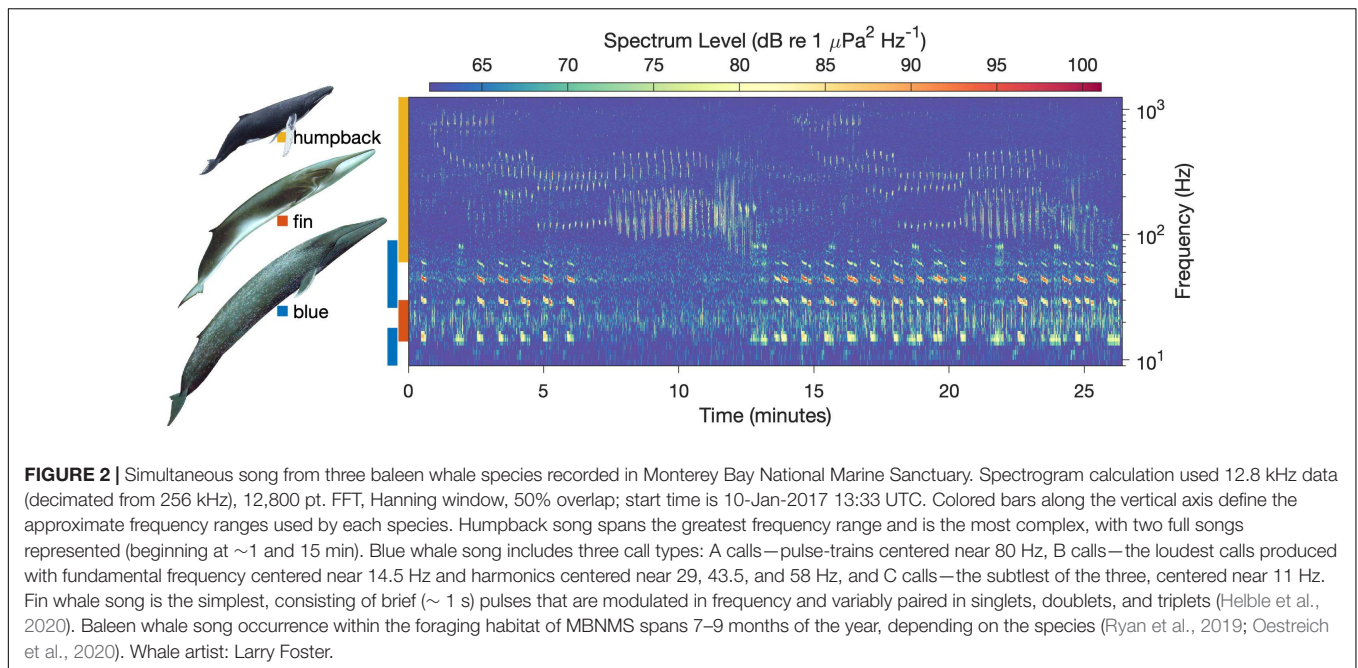 Spectrum Level (dB re 1 µPa² Hz⁻¹)
65 70 75 80 85 90 95 100
humpback
fin
blue
10³
10²
10¹
Frequency (Hz)
0 5 10 15 20 25
Time (minutes)
FIGURE 2 | Simultaneous song from three baleen whale species recorded in Monterey Bay National Marine Sanctuary. Spectrogram calculation used 12.8 kHz data
(decimated from 256 kHz), 12,800 pt. FFT, Hanning window, 50% overlap; start time is 10-Jan-2017 13:33 UTC. Colored bars along the vertical axis define the
approximate frequency ranges used by each species. Humpback song spans the greatest frequency range and is the most complex, with two full songs
represented (beginning at ∼1 and 15 min). Blue whale song includes three call types: A calls—pulse-trains centered near 80 Hz, B calls—the loudest calls produced
with fundamental frequency centered near 14.5 Hz and harmonics centered near 29, 43.5, and 58 Hz, and C calls—the subtlest of the three, centered near 11 Hz.
Fin whale song is the simplest, consisting of brief (∼ 1 s) pulses that are modulated in frequency and variably paired in singlets, doublets, and triplets (Helble et al.,
2020). Baleen whale song occurrence within the foraging habitat of MBNMS spans 7–9 months of the year, depending on the species (Ryan et al., 2019; Oestreich
et al., 2020). Whale artist: Larry Foster.